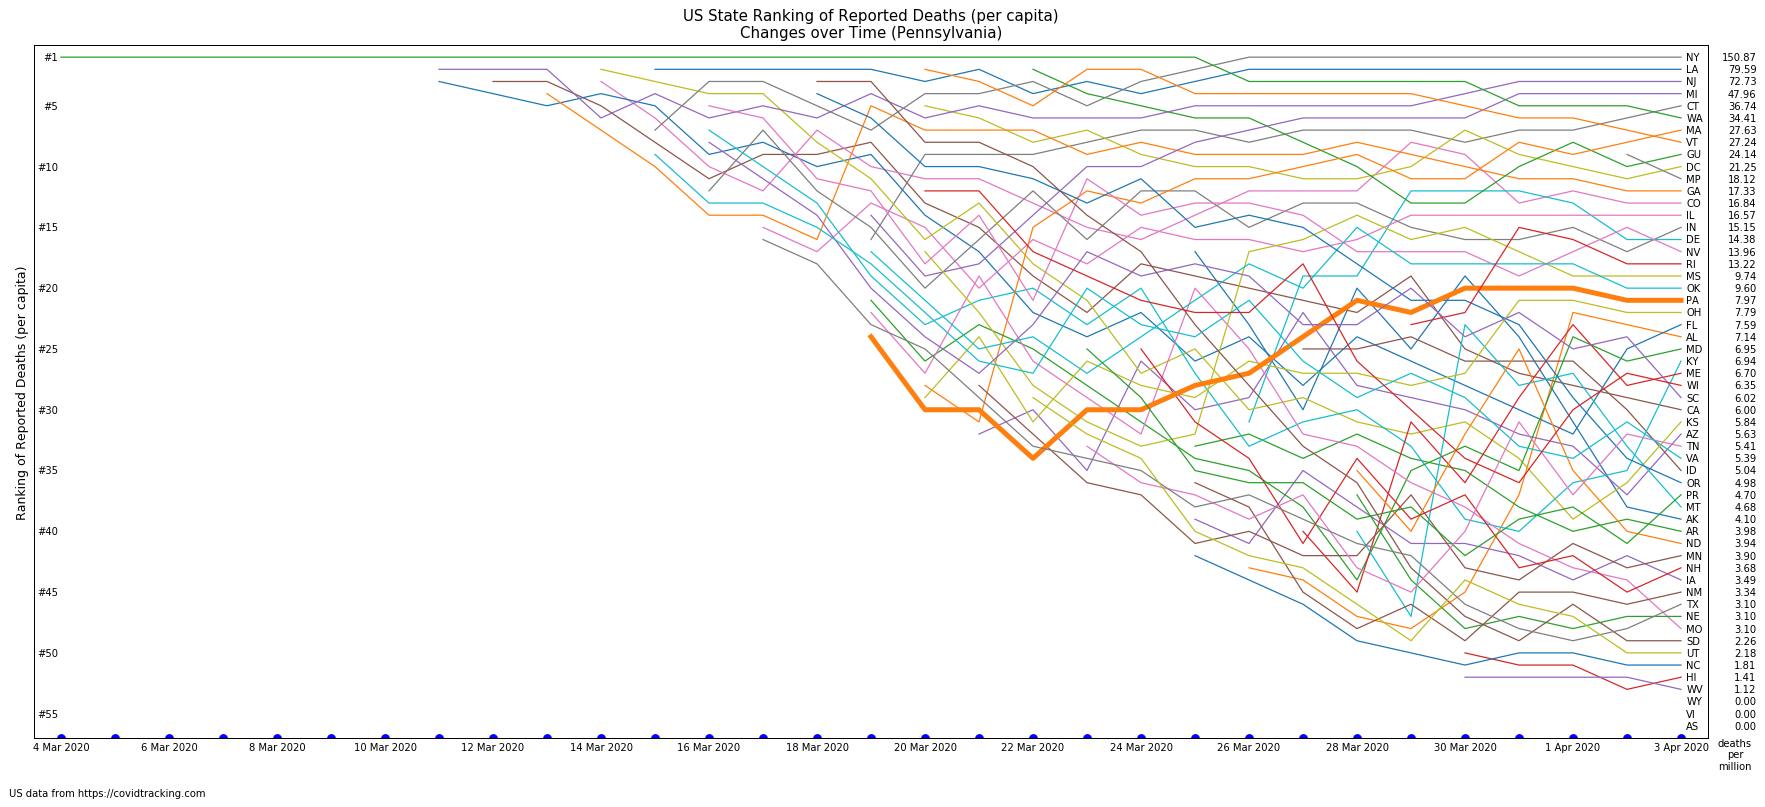 US State Ranking of Reported Deaths (per capita)
Changes over Time (Pennsylvania)
Ranking of Reported Deaths (per capita)
#1
#5
#10
#15
#20
#25
#30
#35
#40
#45
#50
#55
NY 150.87
LA 79.59
NJ 72.73
MI 47.96
CT 36.74
WA 34.41
MA 27.63
VT 27.24
GU 24.14
DC 21.25
MP 18.12
GA 17.33
CO 16.84
IL 16.57
IN 15.15
DE 14.38
NV 13.96
RI 13.22
MS 9.74
OK 9.60
PA 7.97
OH 7.79
FL 7.59
AL 7.14
MD 6.95
KY 6.94
ME 6.70
WI 6.35
SC 6.02
CA 6.00
KS 5.84
AZ 5.63
TN 5.41
VA 5.39
ID 5.04
OR 4.98
PR 4.70
MT 4.68
AK 4.10
AR 3.98
ND 3.94
MN 3.90
NH 3.68
IA 3.49
NM 3.34
TX 3.10
NE 3.10
MO 3.10
SD 2.26
UT 2.18
NC 1.81
HI 1.41
WV 1.12
WY 0.00
VI 0.00
AS 0.00
4 Mar 2020 6 Mar 2020 8 Mar 2020 10 Mar 2020 12 Mar 2020 14 Mar 2020 16 Mar 2020 18 Mar 2020 20 Mar 2020 22 Mar 2020 24 Mar 2020 26 Mar 2020 28 Mar 2020 30 Mar 2020 1 Apr 2020 3 Apr 2020
deaths
per
million
US data from https://covidtracking.com